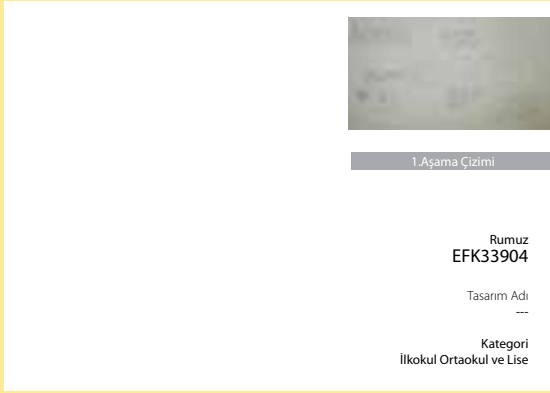 1.Aşama Çizimi
Rumuz
EFK33904
Tasarım Adı
---
Kategori
İlkokul Ortaokul ve Lise